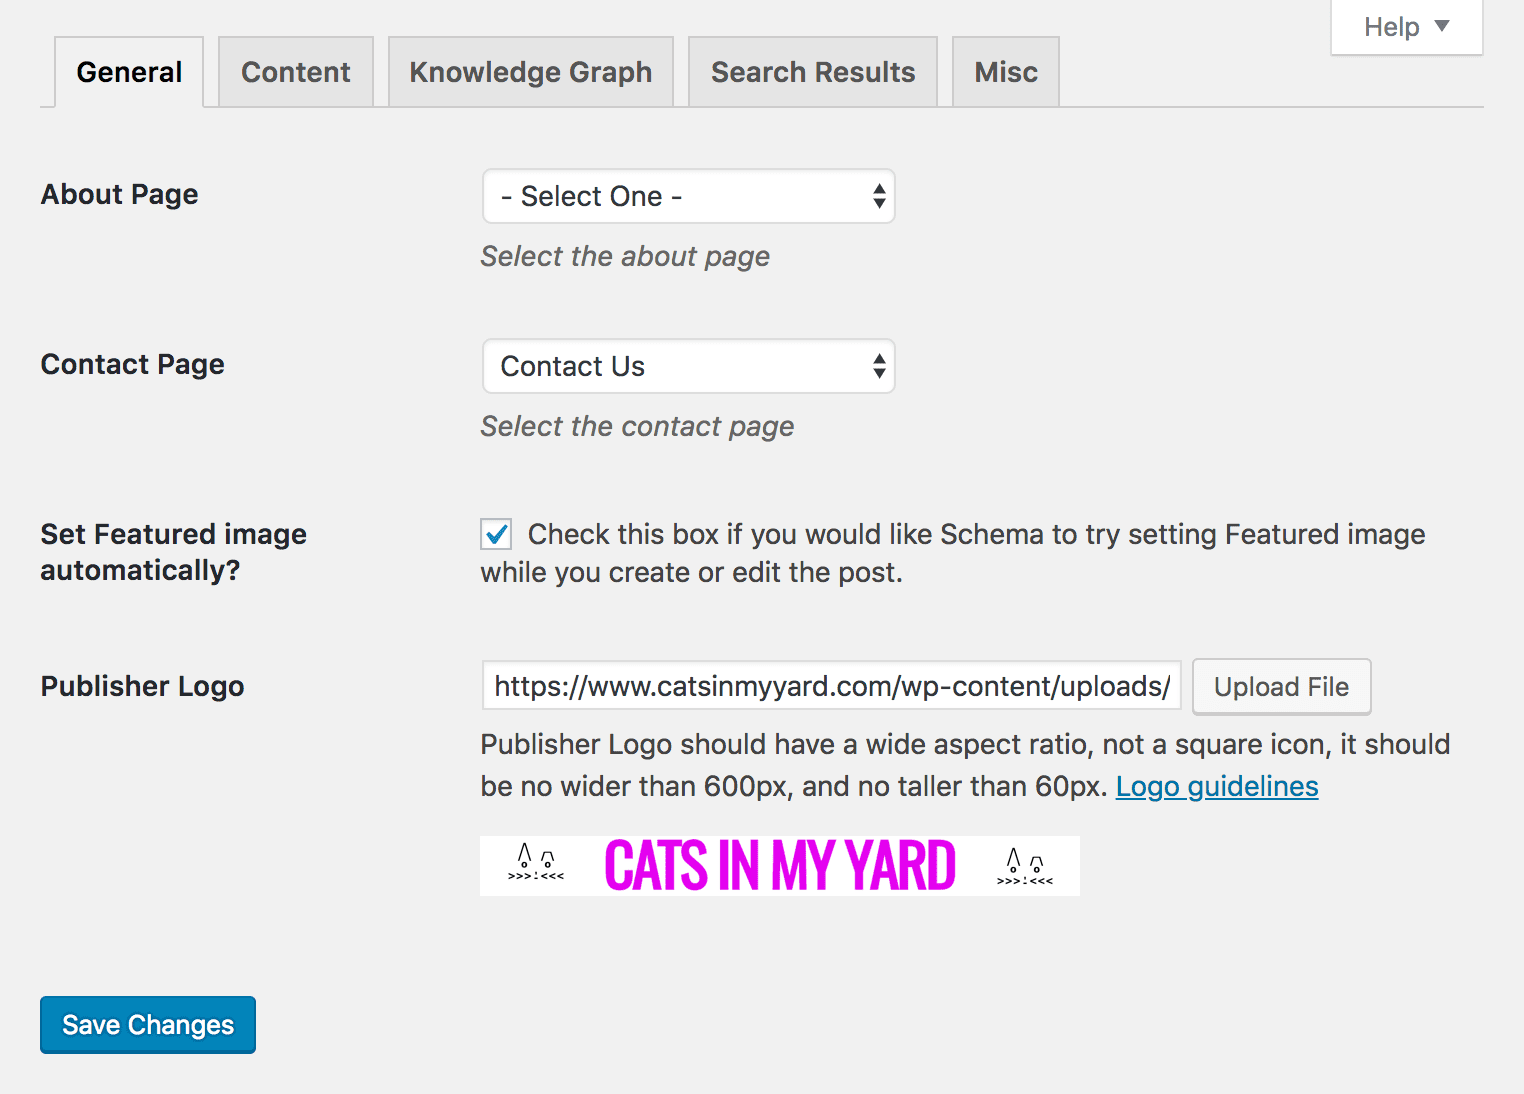 Help
General Content Knowledge Graph Search Results Misc
About Page
- Select One -
Select the about page
Contact Page
Contact Us
Select the contact page
Set Featured image
automatically?
Check this box if you would like Schema to try setting Featured image
while you create or edit the post.
Publisher Logo
https://www.catsinmyyard.com/wp-content/uploads/
Upload File
Publisher Logo should have a wide aspect ratio, not a square icon, it should
be no wider than 600px, and no taller than 60px. Logo guidelines
CATS IN MY YARD
Save Changes